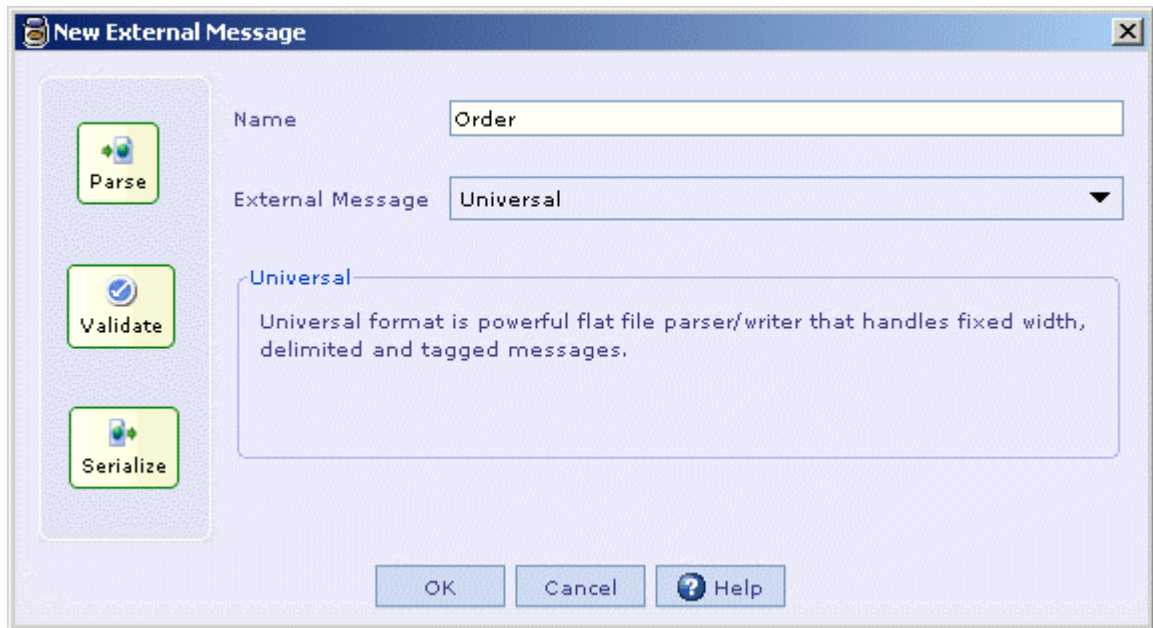 New External Message
Parse
Validate
Serialize
Name
Order
External Message
Universal
Universal
Universal format is powerful flat file parser/writer that handles fixed width,
delimited and tagged messages.
OK
Cancel
Help